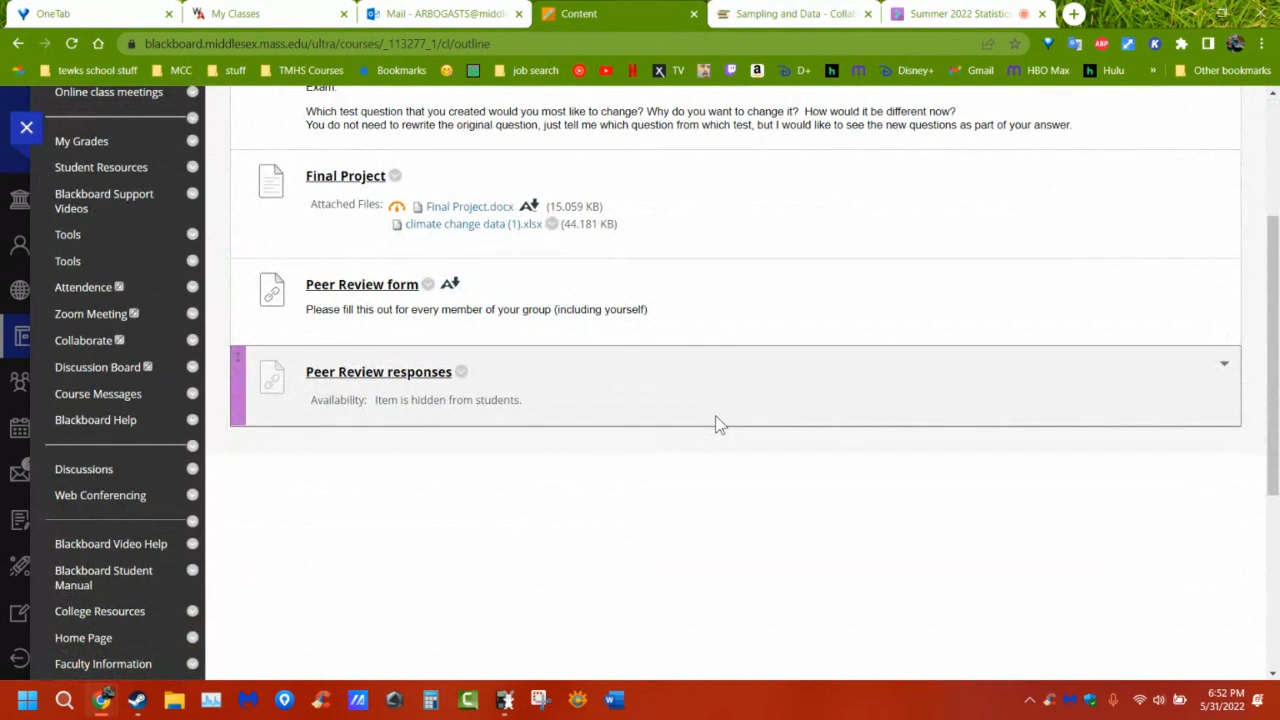 OneTab
My Classes
Mail - ARBOGASTS@middl
Content
Sampling and Data - Collab
Summer 2022 Statistic
blackboard.middlesex.mass.edu/ultra/courses/_113277_1/cl/outline
tewks school stuff
MCC
stuff
TMHS Courses
Bookmarks
job search
TV
D+
Disney+
Gmail
HBO Max
Hulu
Other bookmarks
Online class meetings
My Grades
Student Resources
Blackboard Support
Videos
Tools
Tools
Attendence
Zoom Meeting
Collaborate
Discussion Board
Course Messages
Blackboard Help
Discussions
Web Conferencing
Blackboard Video Help
Blackboard Student
Manual
College Resources
Home Page
Faculty Information
Exam.
Which test question that you created would you most like to change? Why do you want to change it? How would it be different now?
You do not need to rewrite the original question, just tell me which question from which test, but I would like to see the new questions as part of your answer.
Final Project
Attached Files: Final Project.docx (15.059 KB)
climate change data (1).xlsx (44.181 KB)
Peer Review form
Please fill this out for every member of your group (including yourself)
Peer Review responses
Availability: Item is hidden from students.
6:52 PM
5/31/2022